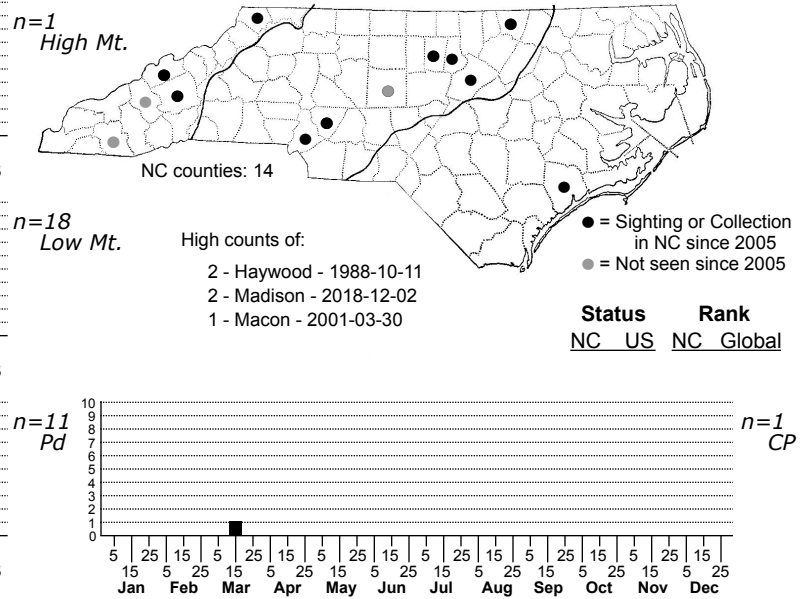 n=1
High Mt.
NC counties: 14
n=18
Low Mt.
High counts of:
2 - Haywood - 1988-10-11
2 - Madison - 2018-12-02
1 - Macon - 2001-03-30
= Sighting or Collection
in NC since 2005
= Not seen since 2005
Status Rank
NC US NC Global
n=11
Pd
n=1
CP
10
9
8
7
6
5
4
3
2
1
0
5 25 15 5 25 15 5 25 15 5 25 15 5 25 15 5 25 15
15 5 25 15 5 25 15 5 25 15 5 25 15 5 25 15 5 25
Jan Feb Mar Apr May Jun Jul Aug Sep Oct Nov Dec